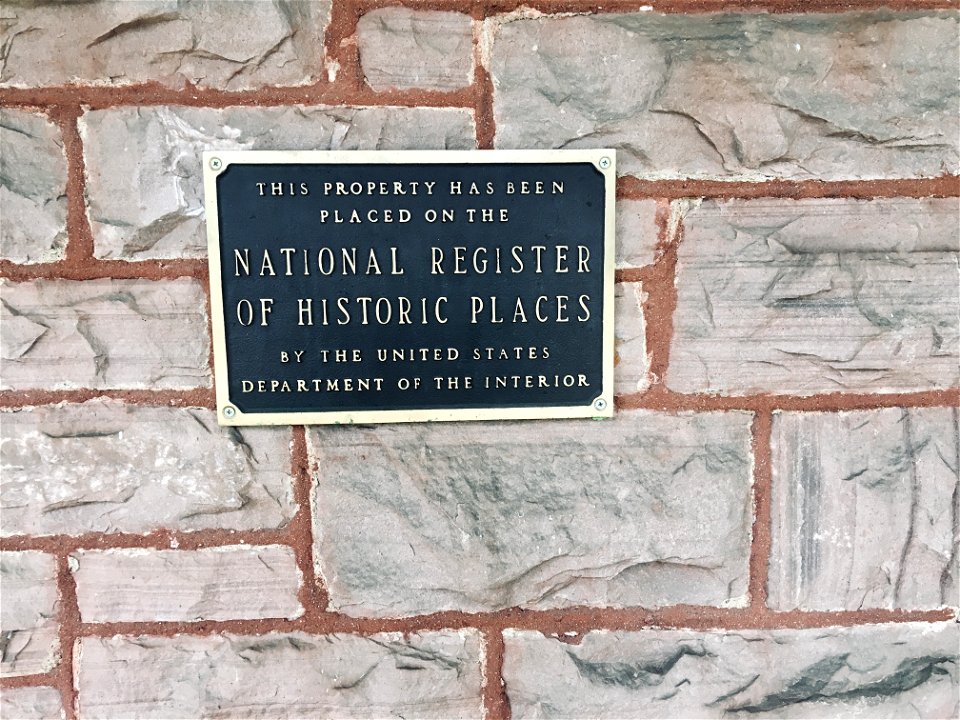 THIS PROPERTY HAS BEEN
PLACED ON THE
NATIONAL REGISTER
OF HISTORIC PLACES
BY THE UNITED STATES
DEPARTMENT OF THE INTERIOR